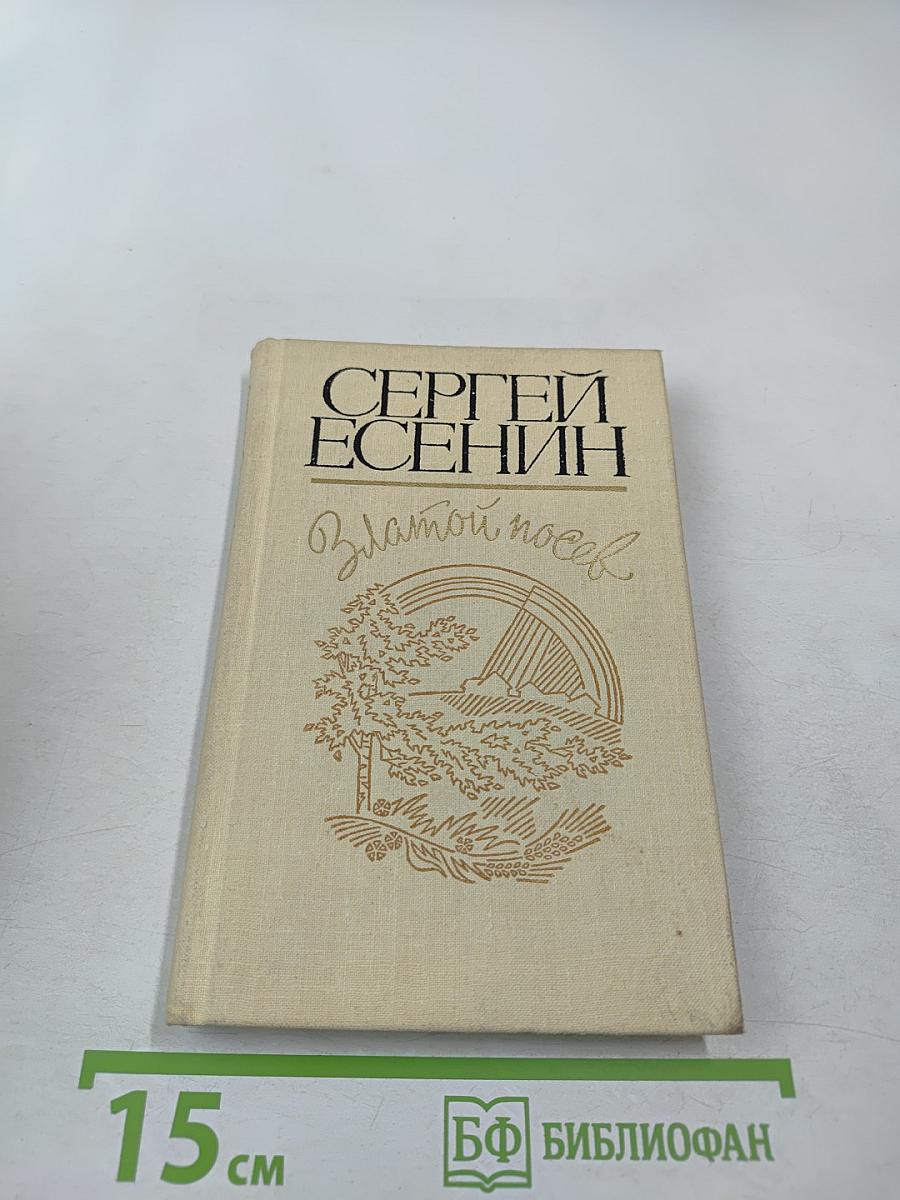 СЕРГЕЙ
ЕСЕНИН
Златой посев
15 см
БФ БИБЛИОФАН